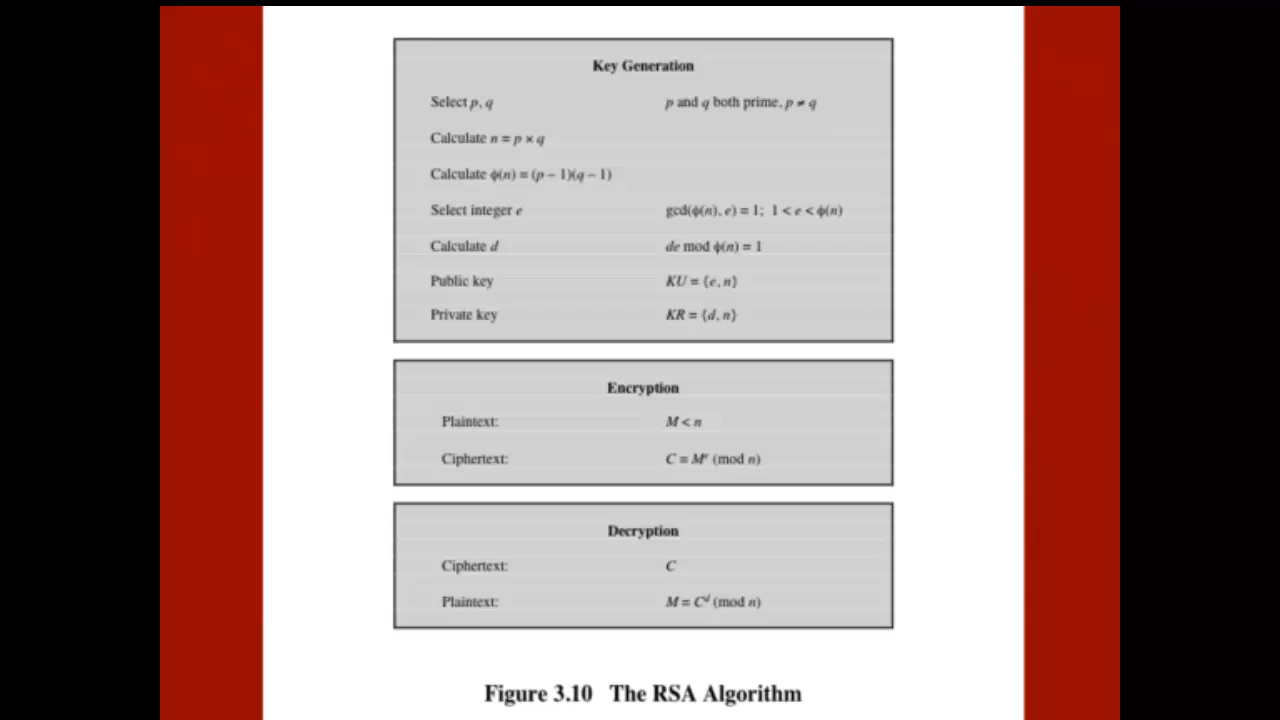 Key Generation
Select p, q p and q both prime, p ≠ q
Calculate n = p × q
Calculate ϕ(n) = (p − 1)(q − 1)
Select integer e gcd(ϕ(n), e) = 1; 1 < e < ϕ(n)
Calculate d de mod ϕ(n) = 1
Public key KU = {e, n}
Private key KR = {d, n}
Encryption
Plaintext: M < n
Ciphertext: C = Mᵉ (mod n)
Decryption
Ciphertext: C
Plaintext: M = Cᵈ (mod n)
Figure 3.10 The RSA Algorithm